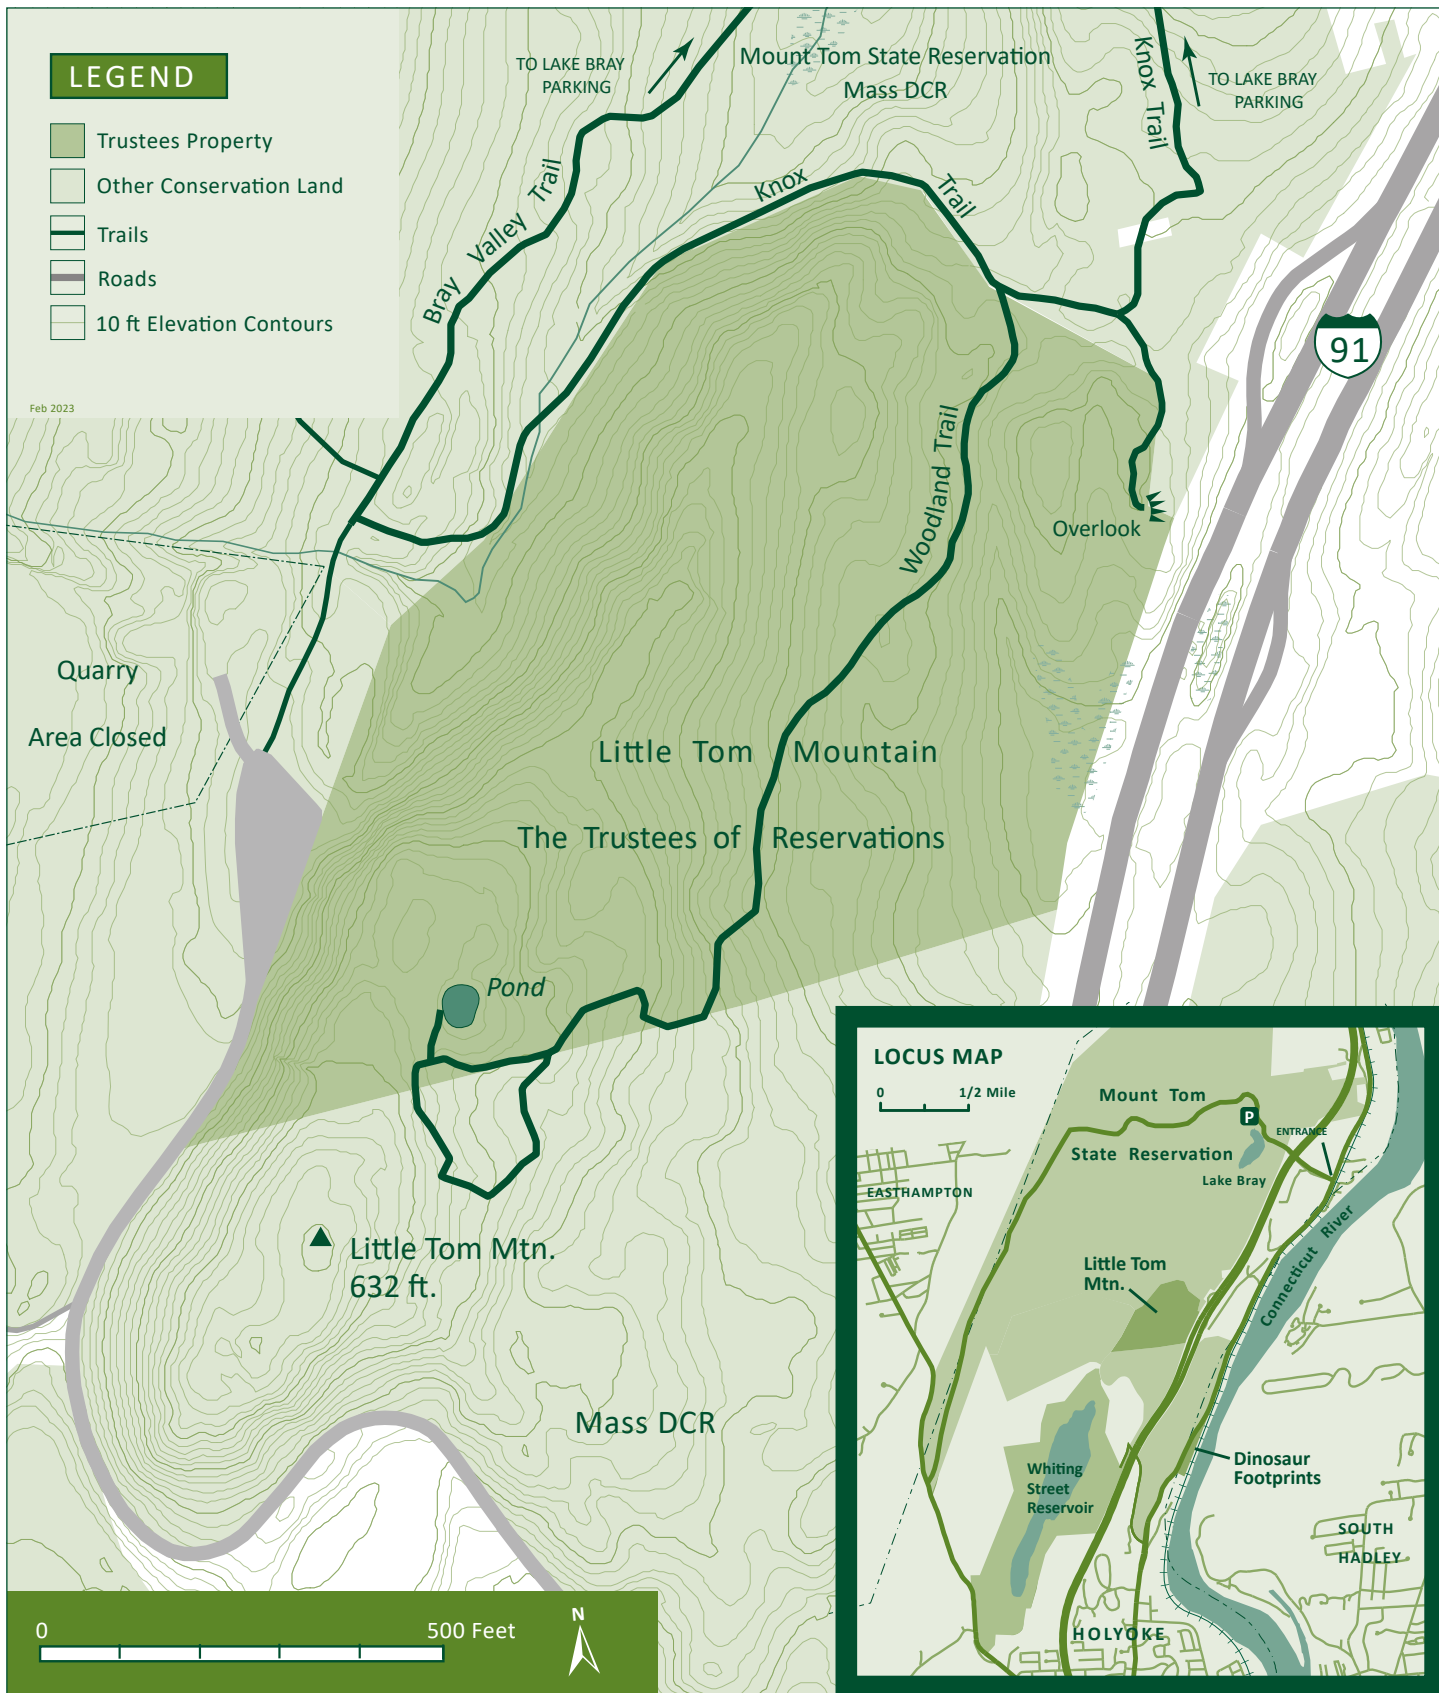 LEGEND
Trustees Property
Other Conservation Land
Trails
Roads
10 ft Elevation Contours
Feb 2023
TO LAKE BRAY
PARKING
Mount Tom State Reservation
Mass DCR
Knox Trail
TO LAKE BRAY
PARKING
Bray Valley Trail
Knox Trail
91
Woodland Trail
Overlook
Quarry
Area Closed
Little Tom Mountain
The Trustees of Reservations
Pond
Little Tom Mtn.
632 ft.
Mass DCR
0 500 Feet
N
LOCUS MAP
0 1/2 Mile
Mount Tom
P
ENTRANCE
State Reservation
Lake Bray
EASTHAMPTON
Connecticut River
Little Tom
Mtn.
Whiting
Street
Reservoir
Dinosaur
Footprints
SOUTH
HADLEY
HOLYOKE